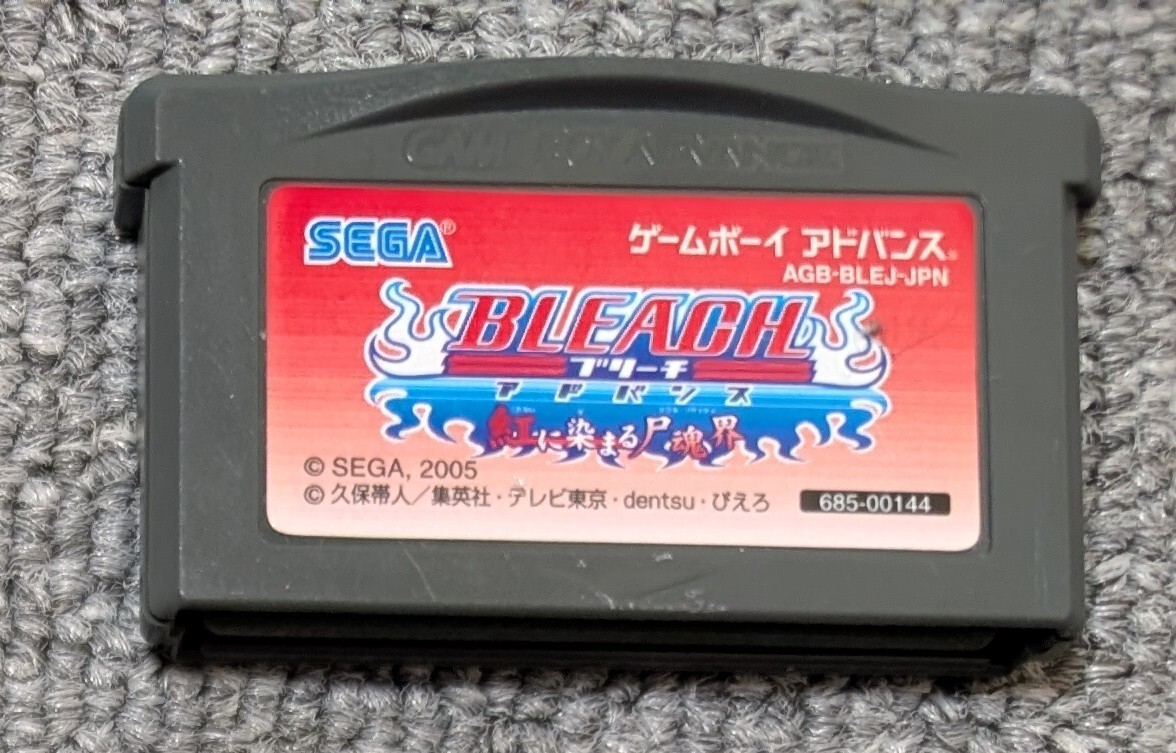 GAME BOY ADVANCE
SEGA®
ゲームボーイ アドバンス®
AGB-BLEJ-JPN
BLEACH
ブリーチ
アドバンス
紅に染まる尸魂界
© SEGA, 2005
© 久保帯人／集英社・テレビ東京・dentsu・ぴえろ
685-00144